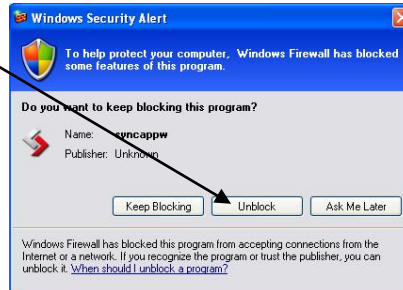 Windows Security Alert
To help protect your computer, Windows Firewall has blocked
some features of this program.
Do you want to keep blocking this program?
Name: syncappw
Publisher: Unknown
Keep Blocking Unblock Ask Me Later
Windows Firewall has blocked this program from accepting connections from the
Internet or a network. If you recognize the program or trust the publisher, you can
unblock it. When should I unblock a program?